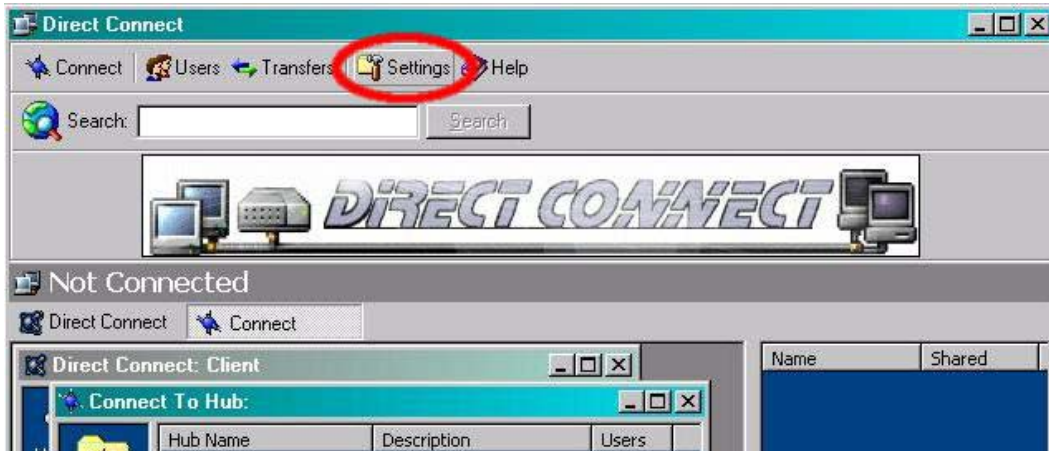 Direct Connect
Connect Users Transfers Settings Help
Search: Search
DIRECT CONNECT
Not Connected
Direct Connect Connect
Direct Connect: Client
Name Shared
Connect To Hub:
Hub Name Description Users